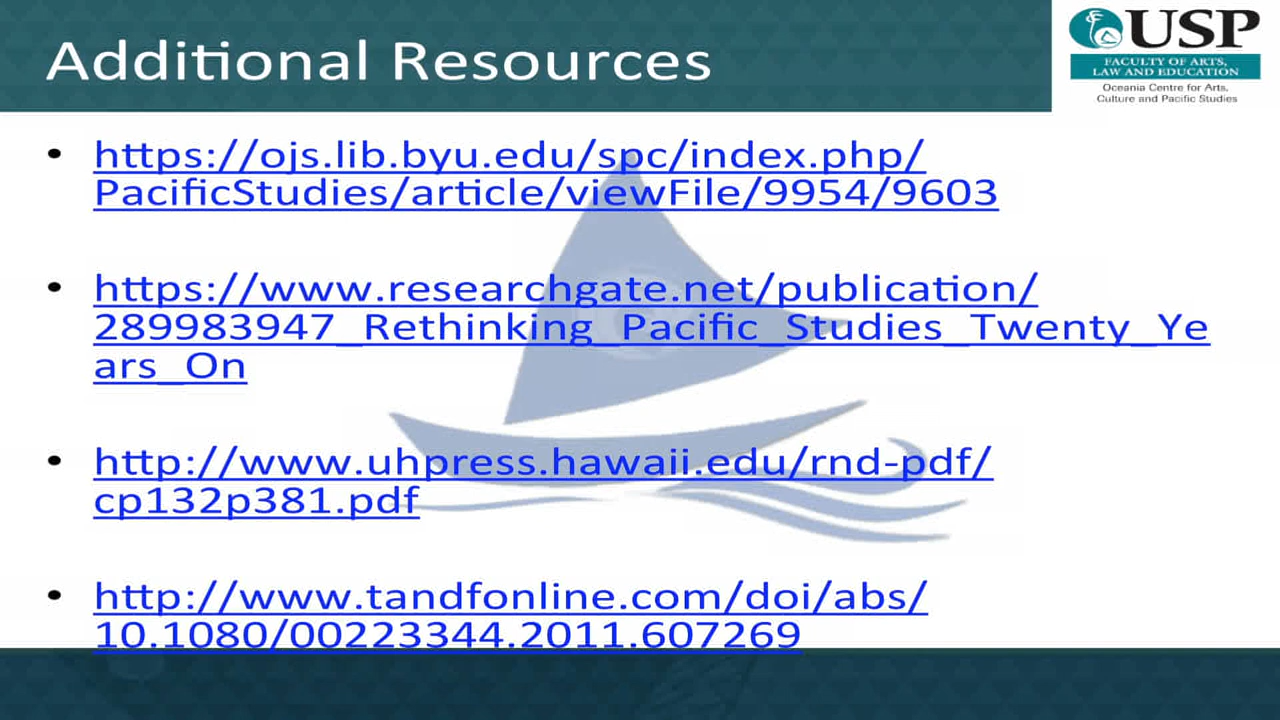 Additional Resources
USP
FACULTY OF ARTS,
LAW AND EDUCATION
Oceania Centre for Arts,
Culture and Pacific Studies
• https://ojs.lib.byu.edu/spc/index.php/
PacificStudies/article/viewFile/9954/9603
• https://www.researchgate.net/publication/
289983947_Rethinking_Pacific_Studies_Twenty_Ye
ars_On
• http://www.uhpress.hawaii.edu/rnd-pdf/
cp132p381.pdf
• http://www.tandfonline.com/doi/abs/
10.1080/00223344.2011.607269